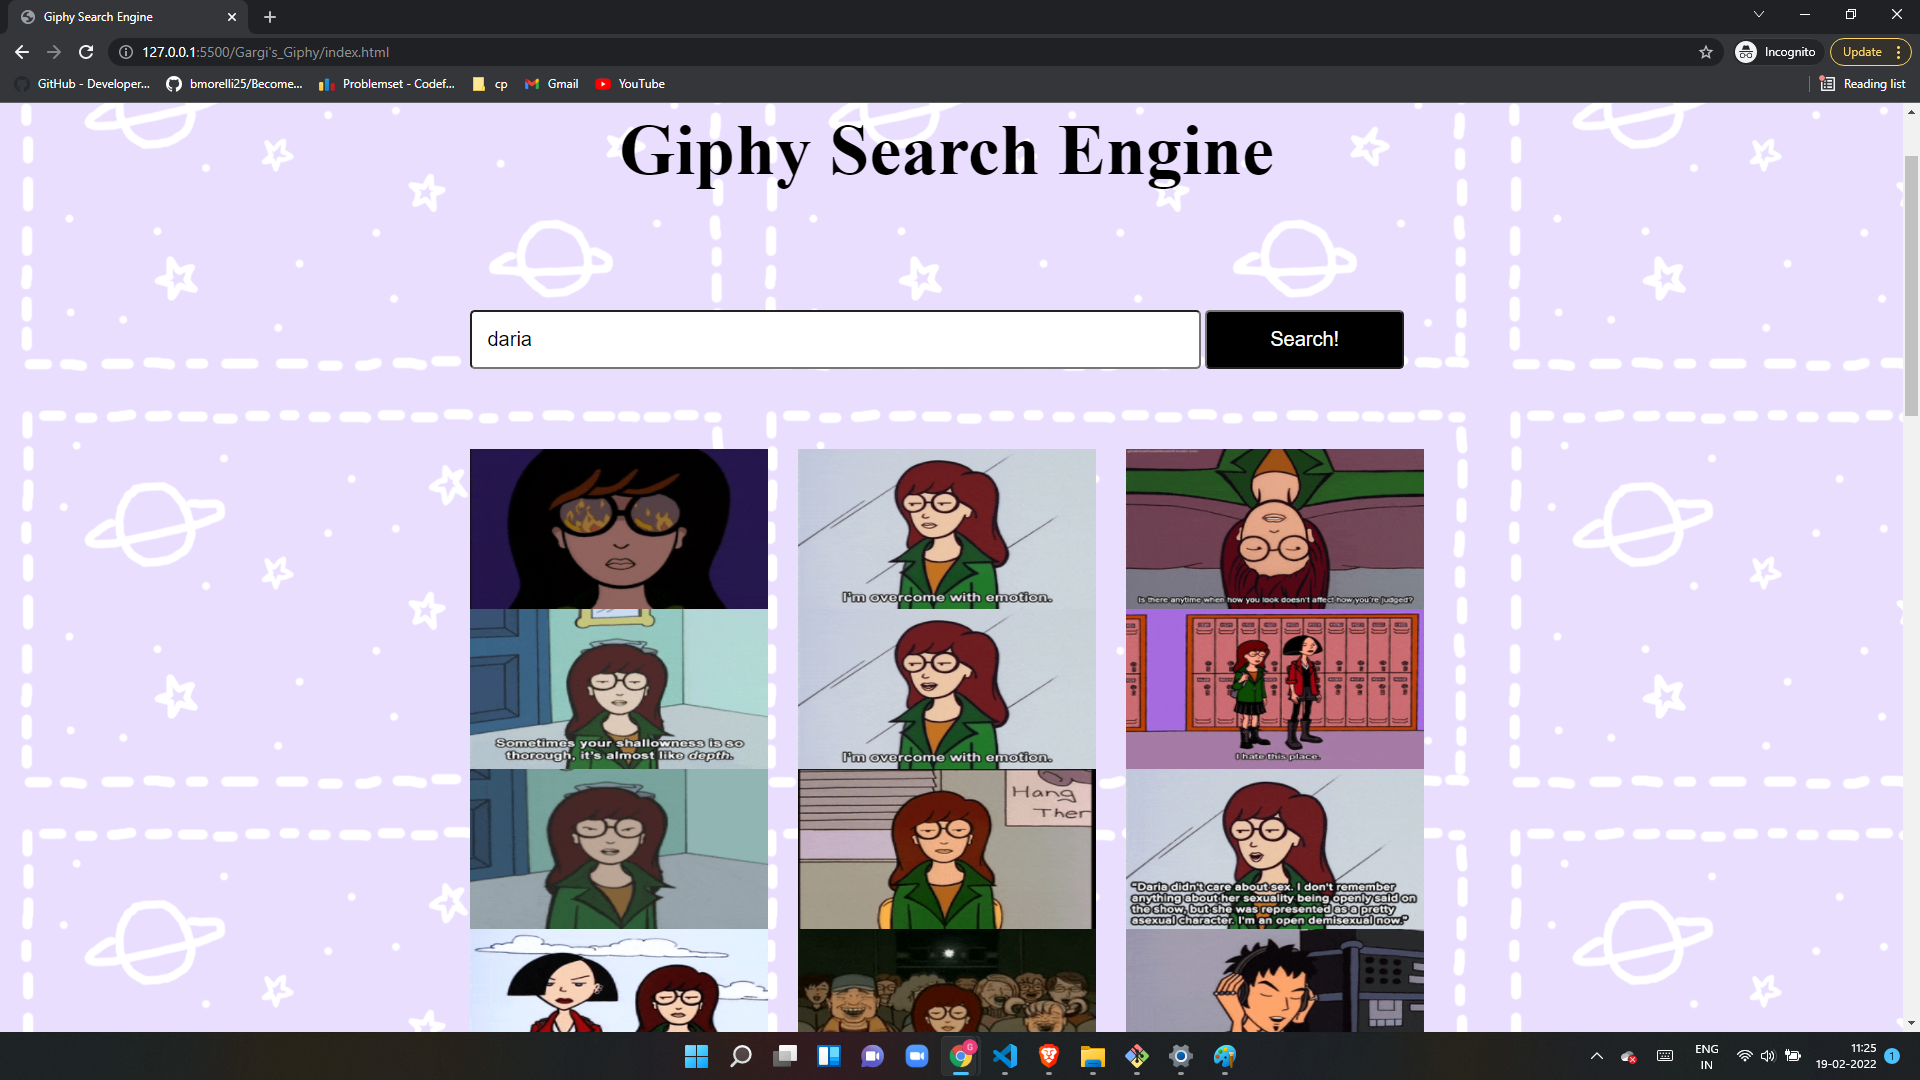 Giphy Search Engine
127.0.0.1:5500/Gargi's_Giphy/index.html
Incognito
Update
GitHub - Developer...
bmorelli25/Become...
Problemset - Codef...
cp
Gmail
YouTube
Reading list
Giphy Search Engine
daria
Search!
I'm overcome with emotion.
Is there anytime when how you look doesn't affect how you're judged?
Sometimes your shallowness is so
thorough, it's almost like depth.
I'm overcome with emotion.
I hate this place.
Hang
Ther
"Daria didn't care about sex. I don't remember
anything about her sexuality being openly said on
the show, but she was represented as a pretty
asexual character. I'm an open demisexual now."
G
ENG
IN
11:25
19-02-2022
1